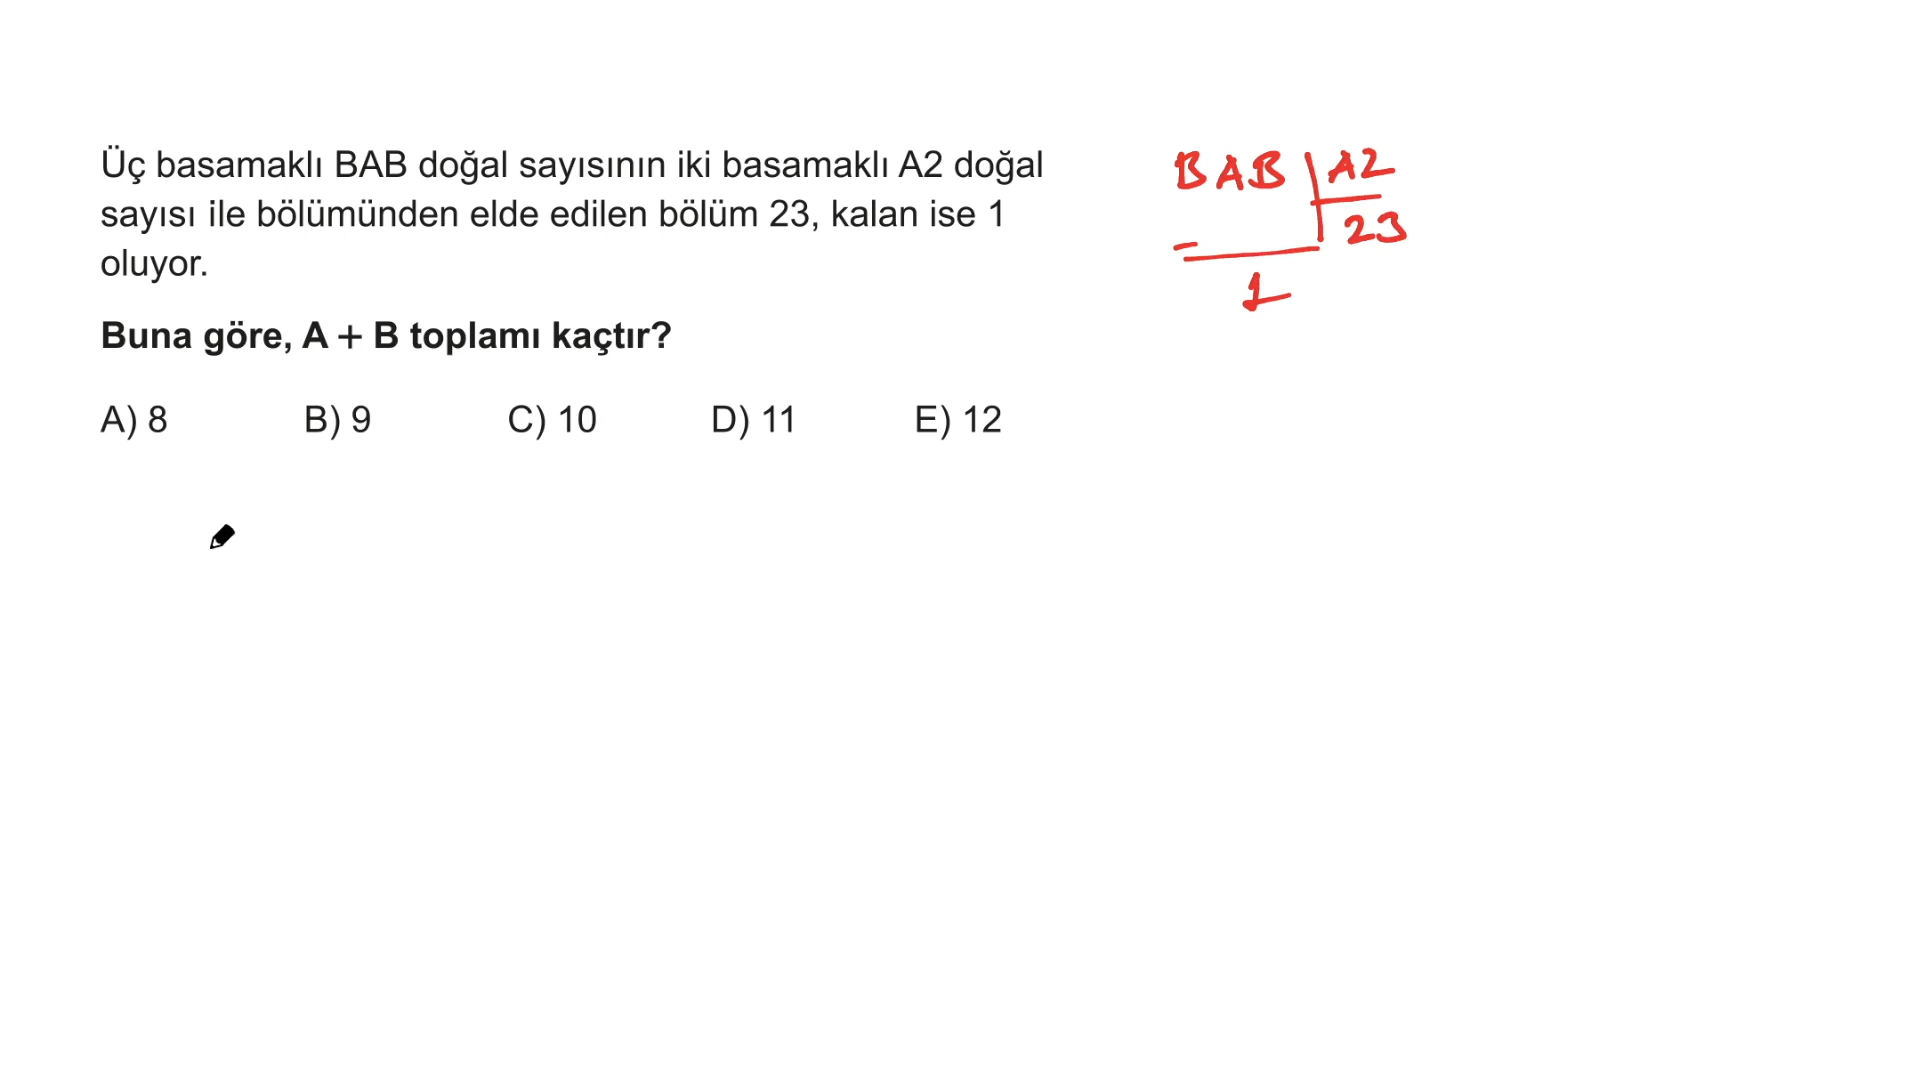 Üç basamaklı BAB doğal sayısının iki basamaklı A2 doğal
sayısı ile bölümünden elde edilen bölüm 23, kalan ise 1
oluyor.
Buna göre, A + B toplamı kaçtır?
A) 8 B) 9 C) 10 D) 11 E) 12
BAB A2
23
1